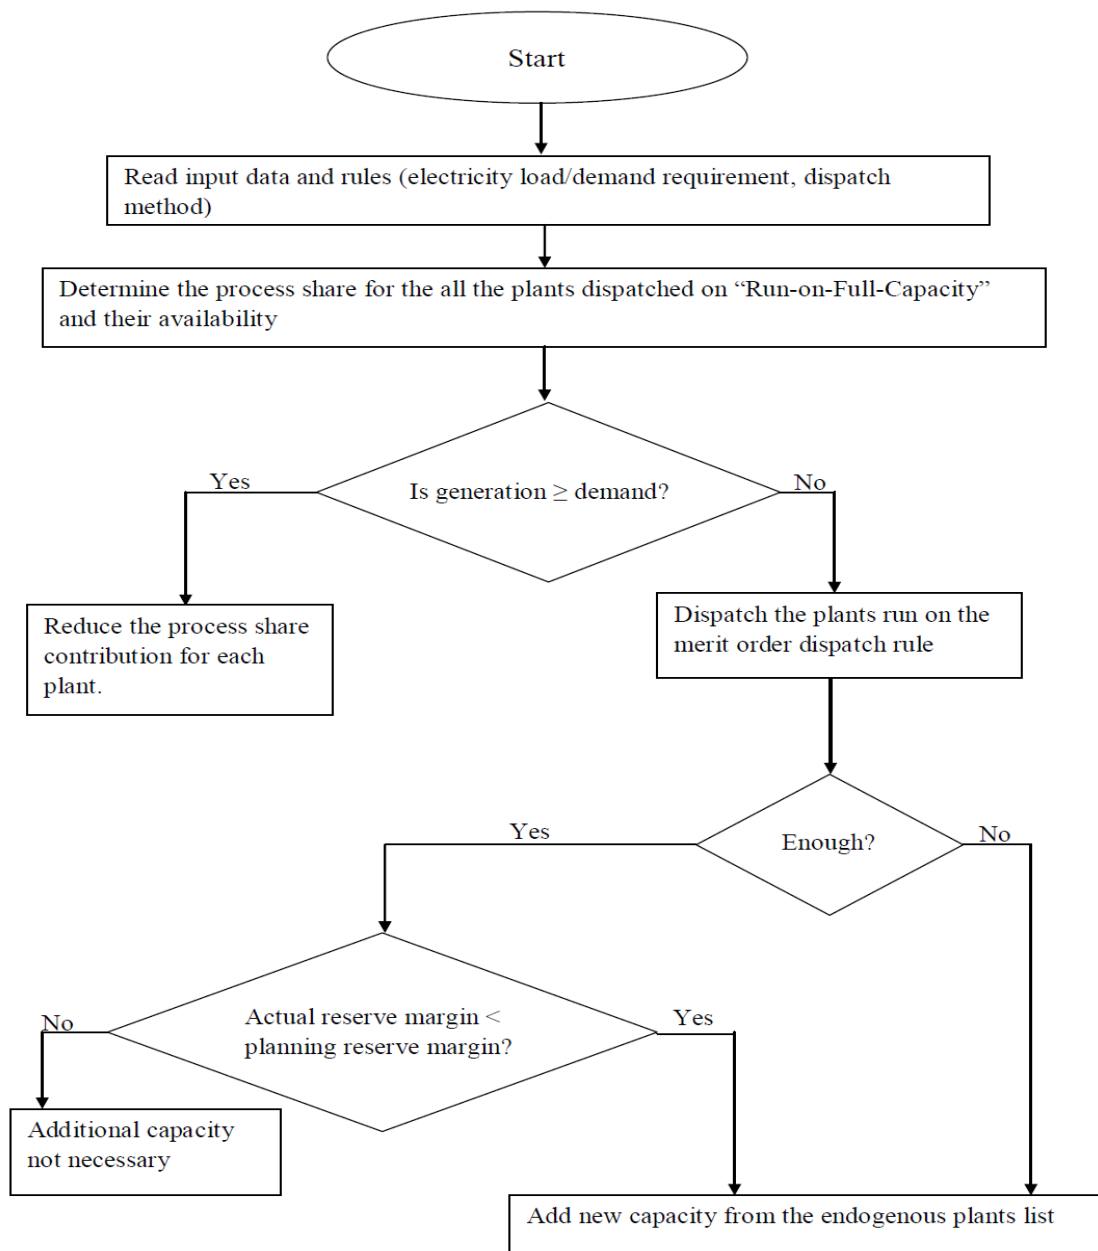 Start
Read input data and rules (electricity load/demand requirement, dispatch
method)
Determine the process share for the all the plants dispatched on “Run-on-Full-Capacity”
and their availability
Yes
Is generation ≥ demand?
No
Reduce the process share
contribution for each
plant.
Dispatch the plants run on the
merit order dispatch rule
Yes
Enough?
No
No
Actual reserve margin <
planning reserve margin?
Yes
Additional capacity
not necessary
Add new capacity from the endogenous plants list